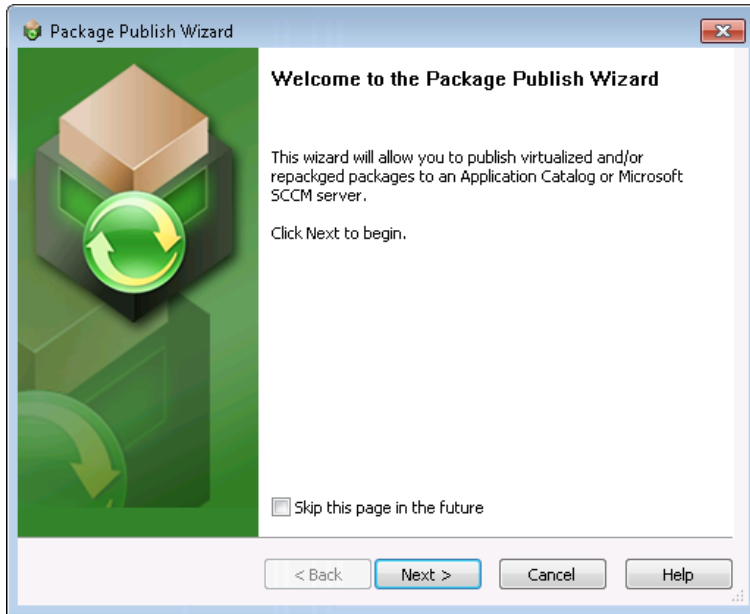 Package Publish Wizard
Welcome to the Package Publish Wizard
This wizard will allow you to publish virtualized and/or
repackged packages to an Application Catalog or Microsoft
SCCM server.
Click Next to begin.
Skip this page in the future
< Back Next > Cancel Help